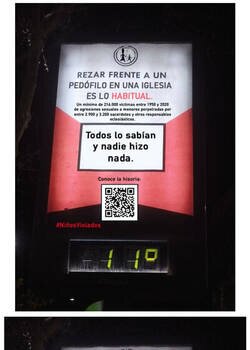 REZAR FRENTE A UN
PEDÓFILO EN UNA IGLESIA
ES LO HABITUAL.
Un mínimo de 216.000 víctimas entre 1950 y 2020
de agresiones sexuales a menores perpetradas por
entre 2.900 y 3.200 sacerdotes y otros responsables
eclesiásticos.
Todos lo sabían
y nadie hizo
nada.
Conoce la historia:
#NiñosViolados
11°